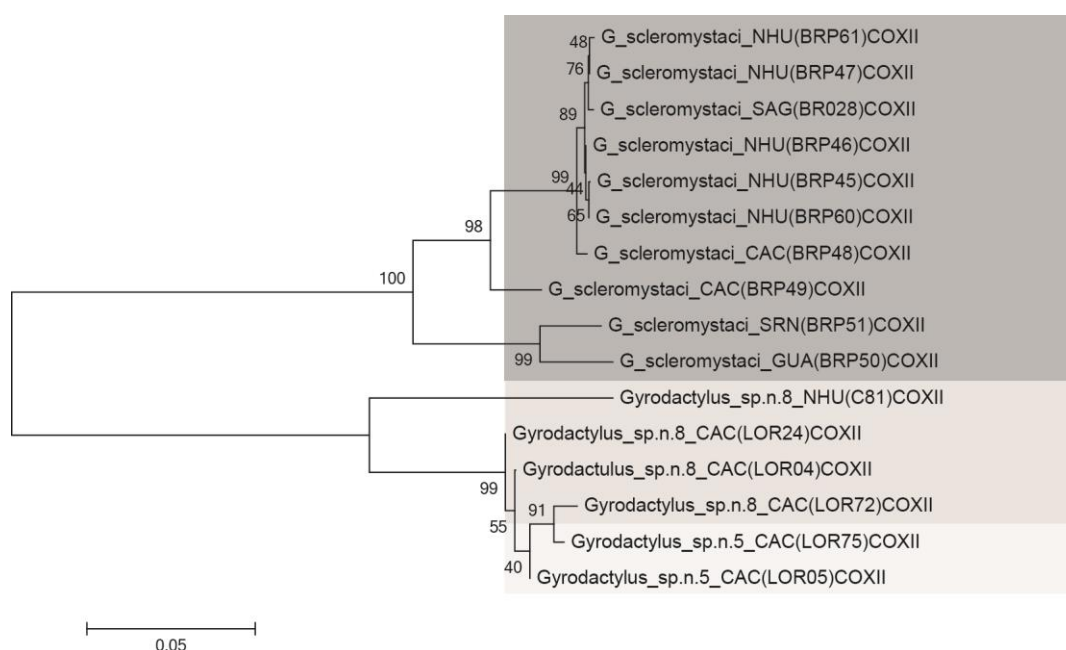 48
G_scleromystaci_NHU(BRP61)COXII
76
G_scleromystaci_NHU(BRP47)COXII
G_scleromystaci_SAG(BR028)COXII
89
G_scleromystaci_NHU(BRP46)COXII
99
G_scleromystaci_NHU(BRP45)COXII
44
65
G_scleromystaci_NHU(BRP60)COXII
98
G_scleromystaci_CAC(BRP48)COXII
100
G_scleromystaci_CAC(BRP49)COXII
G_scleromystaci_SRN(BRP51)COXII
99
G_scleromystaci_GUA(BRP50)COXII
Gyrodactylus_sp.n.8_NHU(C81)COXII
Gyrodactylus_sp.n.8_CAC(LOR24)COXII
Gyrodactulus_sp.n.8_CAC(LOR04)COXII
99
91
Gyrodactylus_sp.n.8_CAC(LOR72)COXII
55
Gyrodactylus_sp.n.5_CAC(LOR75)COXII
40
Gyrodactylus_sp.n.5_CAC(LOR05)COXII
0.05